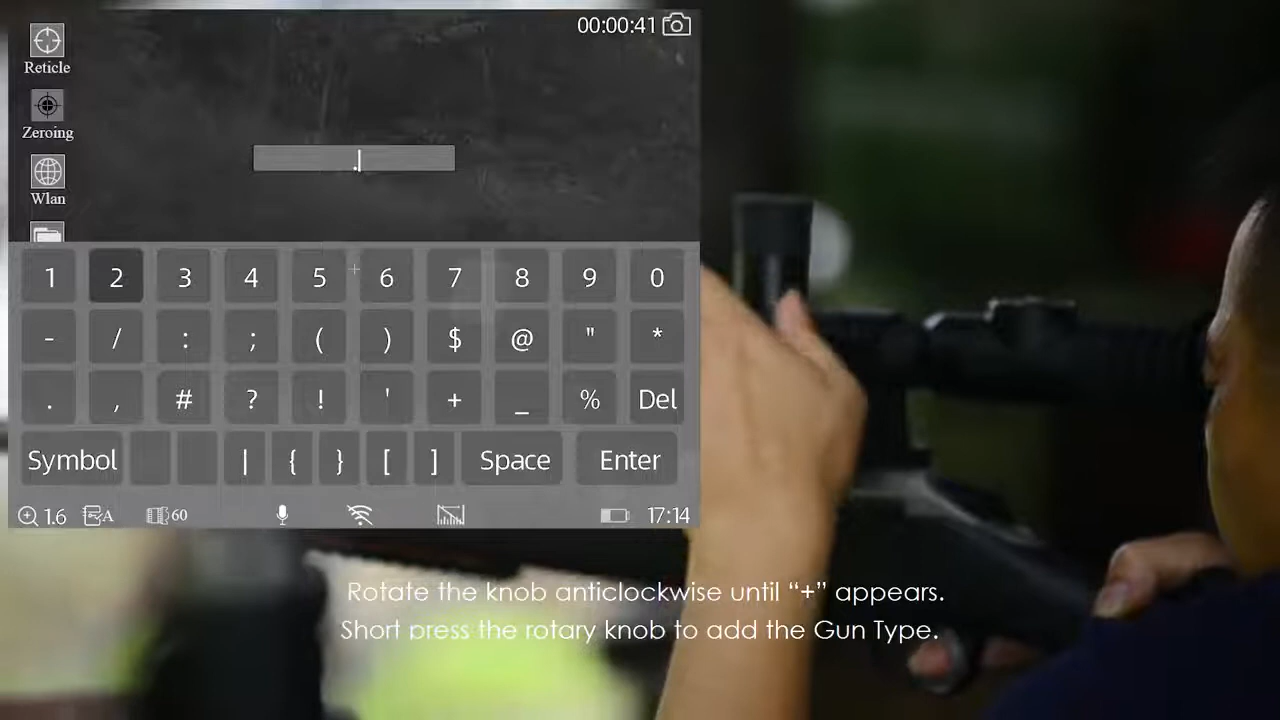 00:00:41
Reticle
Zeroing
Wlan
.
1 2 3 4 5 6 7 8 9 0
- / : ; ( ) $ @ " *
. , # ? ! ' + _ % Del
Symbol | { } [ ] Space Enter
1.6 A 60 17:14
Rotate the knob anticlockwise until “+” appears.
Short press the rotary knob to add the Gun Type.